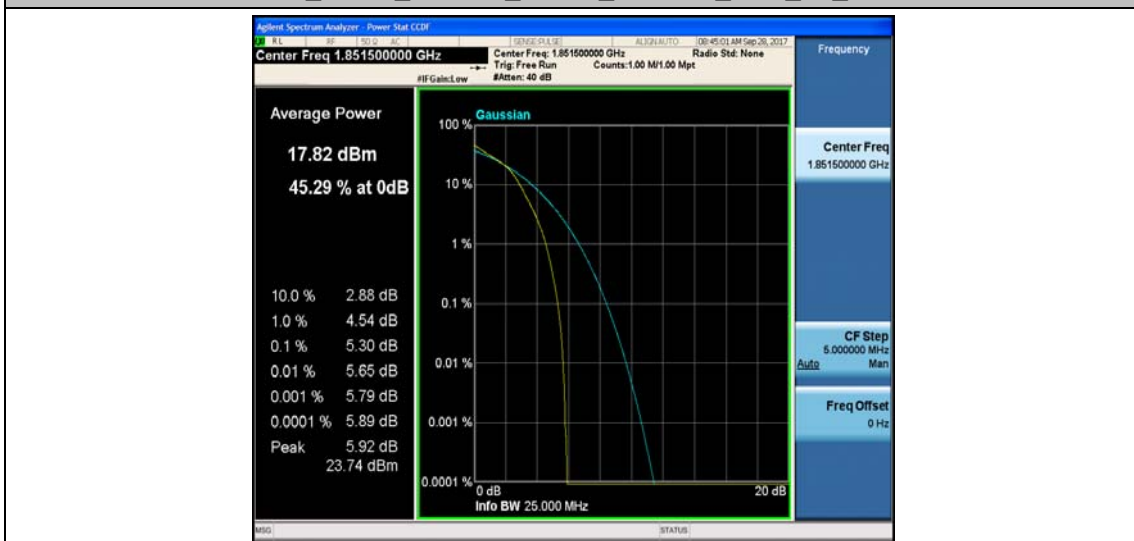 Agilent Spectrum Analyzer - Power Stat CCDF
RL RF 50 Ω AC SENSE:PULSE ALIGN AUTO 08:45:01 AM Sep 28, 2017
Center Freq 1.851500000 GHz
Center Freq: 1.851500000 GHz Radio Std: None
Trig: Free Run Counts:1.00 M/1.00 Mpt
#IFGain:Low #Atten: 40 dB
Frequency
Average Power
17.82 dBm
45.29 % at 0dB
10.0 % 2.88 dB
1.0 % 4.54 dB
0.1 % 5.30 dB
0.01 % 5.65 dB
0.001 % 5.79 dB
0.0001 % 5.89 dB
Peak 5.92 dB
23.74 dBm
Gaussian
100 %
10 %
1 %
0.1 %
0.01 %
0.001 %
0.0001 %
0 dB 20 dB
Info BW 25.000 MHz
Center Freq
1.851500000 GHz
CF Step
5.000000 MHz
Auto Man
Freq Offset
0 Hz
MSG STATUS